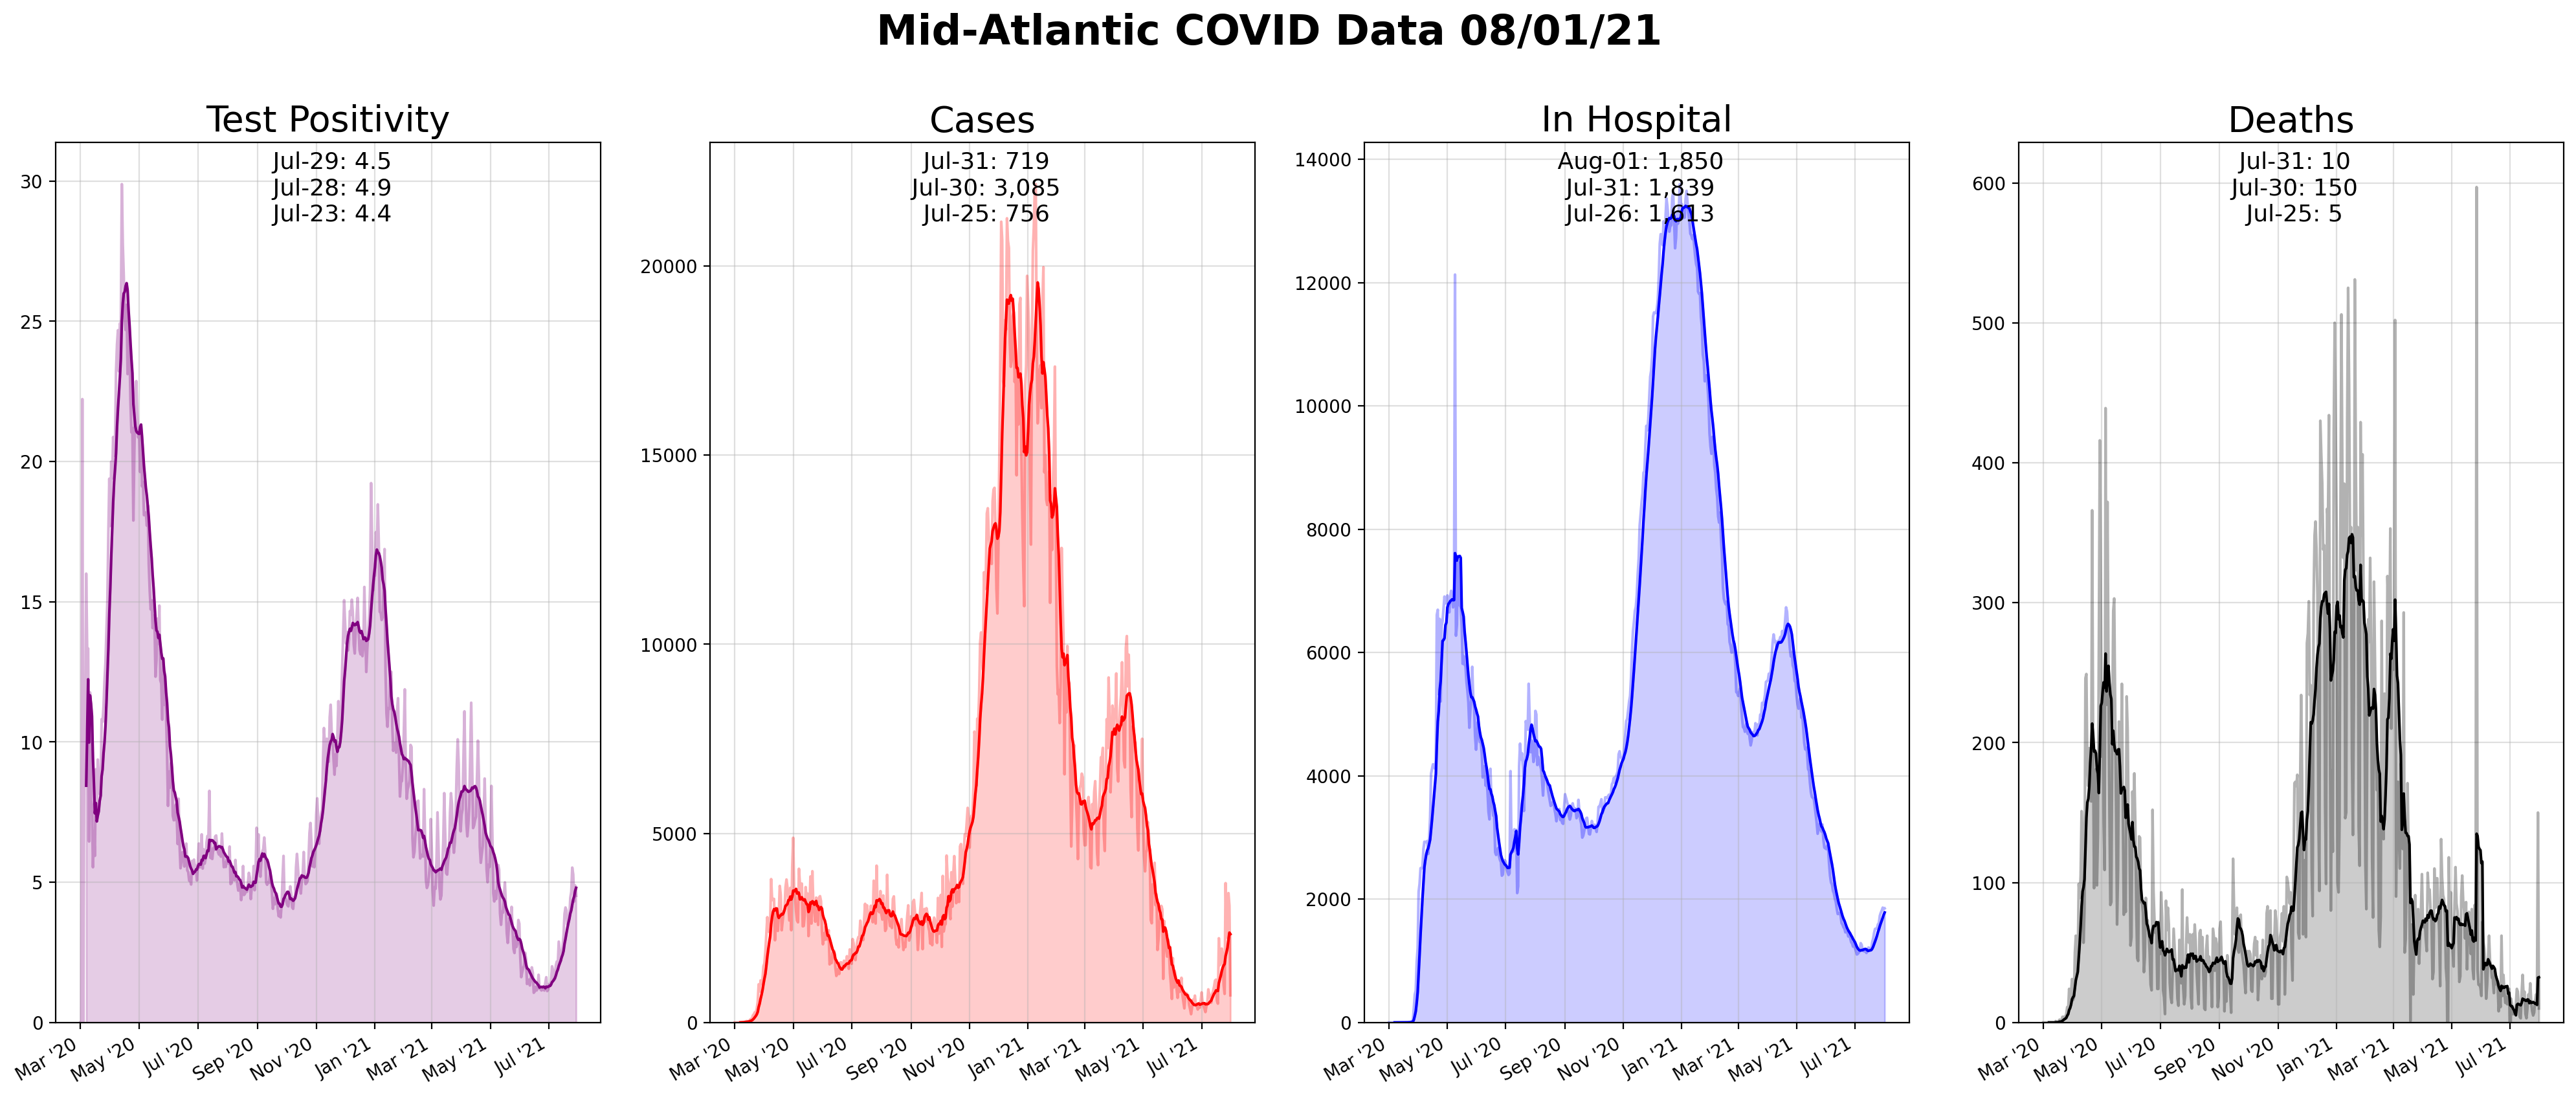 Mid-Atlantic COVID Data 08/01/21
Test Positivity
Jul-29: 4.5
Jul-28: 4.9
Jul-23: 4.4
30
25
20
15
10
5
0
Mar '20
May '20
Jul '20
Sep '20
Nov '20
Jan '21
Mar '21
May '21
Jul '21
Cases
Jul-31: 719
Jul-30: 3,085
Jul-25: 756
20000
15000
10000
5000
0
Mar '20
May '20
Jul '20
Sep '20
Nov '20
Jan '21
Mar '21
May '21
Jul '21
In Hospital
Aug-01: 1,850
Jul-31: 1,839
Jul-26: 1,613
14000
12000
10000
8000
6000
4000
2000
0
Mar '20
May '20
Jul '20
Sep '20
Nov '20
Jan '21
Mar '21
May '21
Jul '21
Deaths
Jul-31: 10
Jul-30: 150
Jul-25: 5
600
500
400
300
200
100
0
Mar '20
May '20
Jul '20
Sep '20
Nov '20
Jan '21
Mar '21
May '21
Jul '21